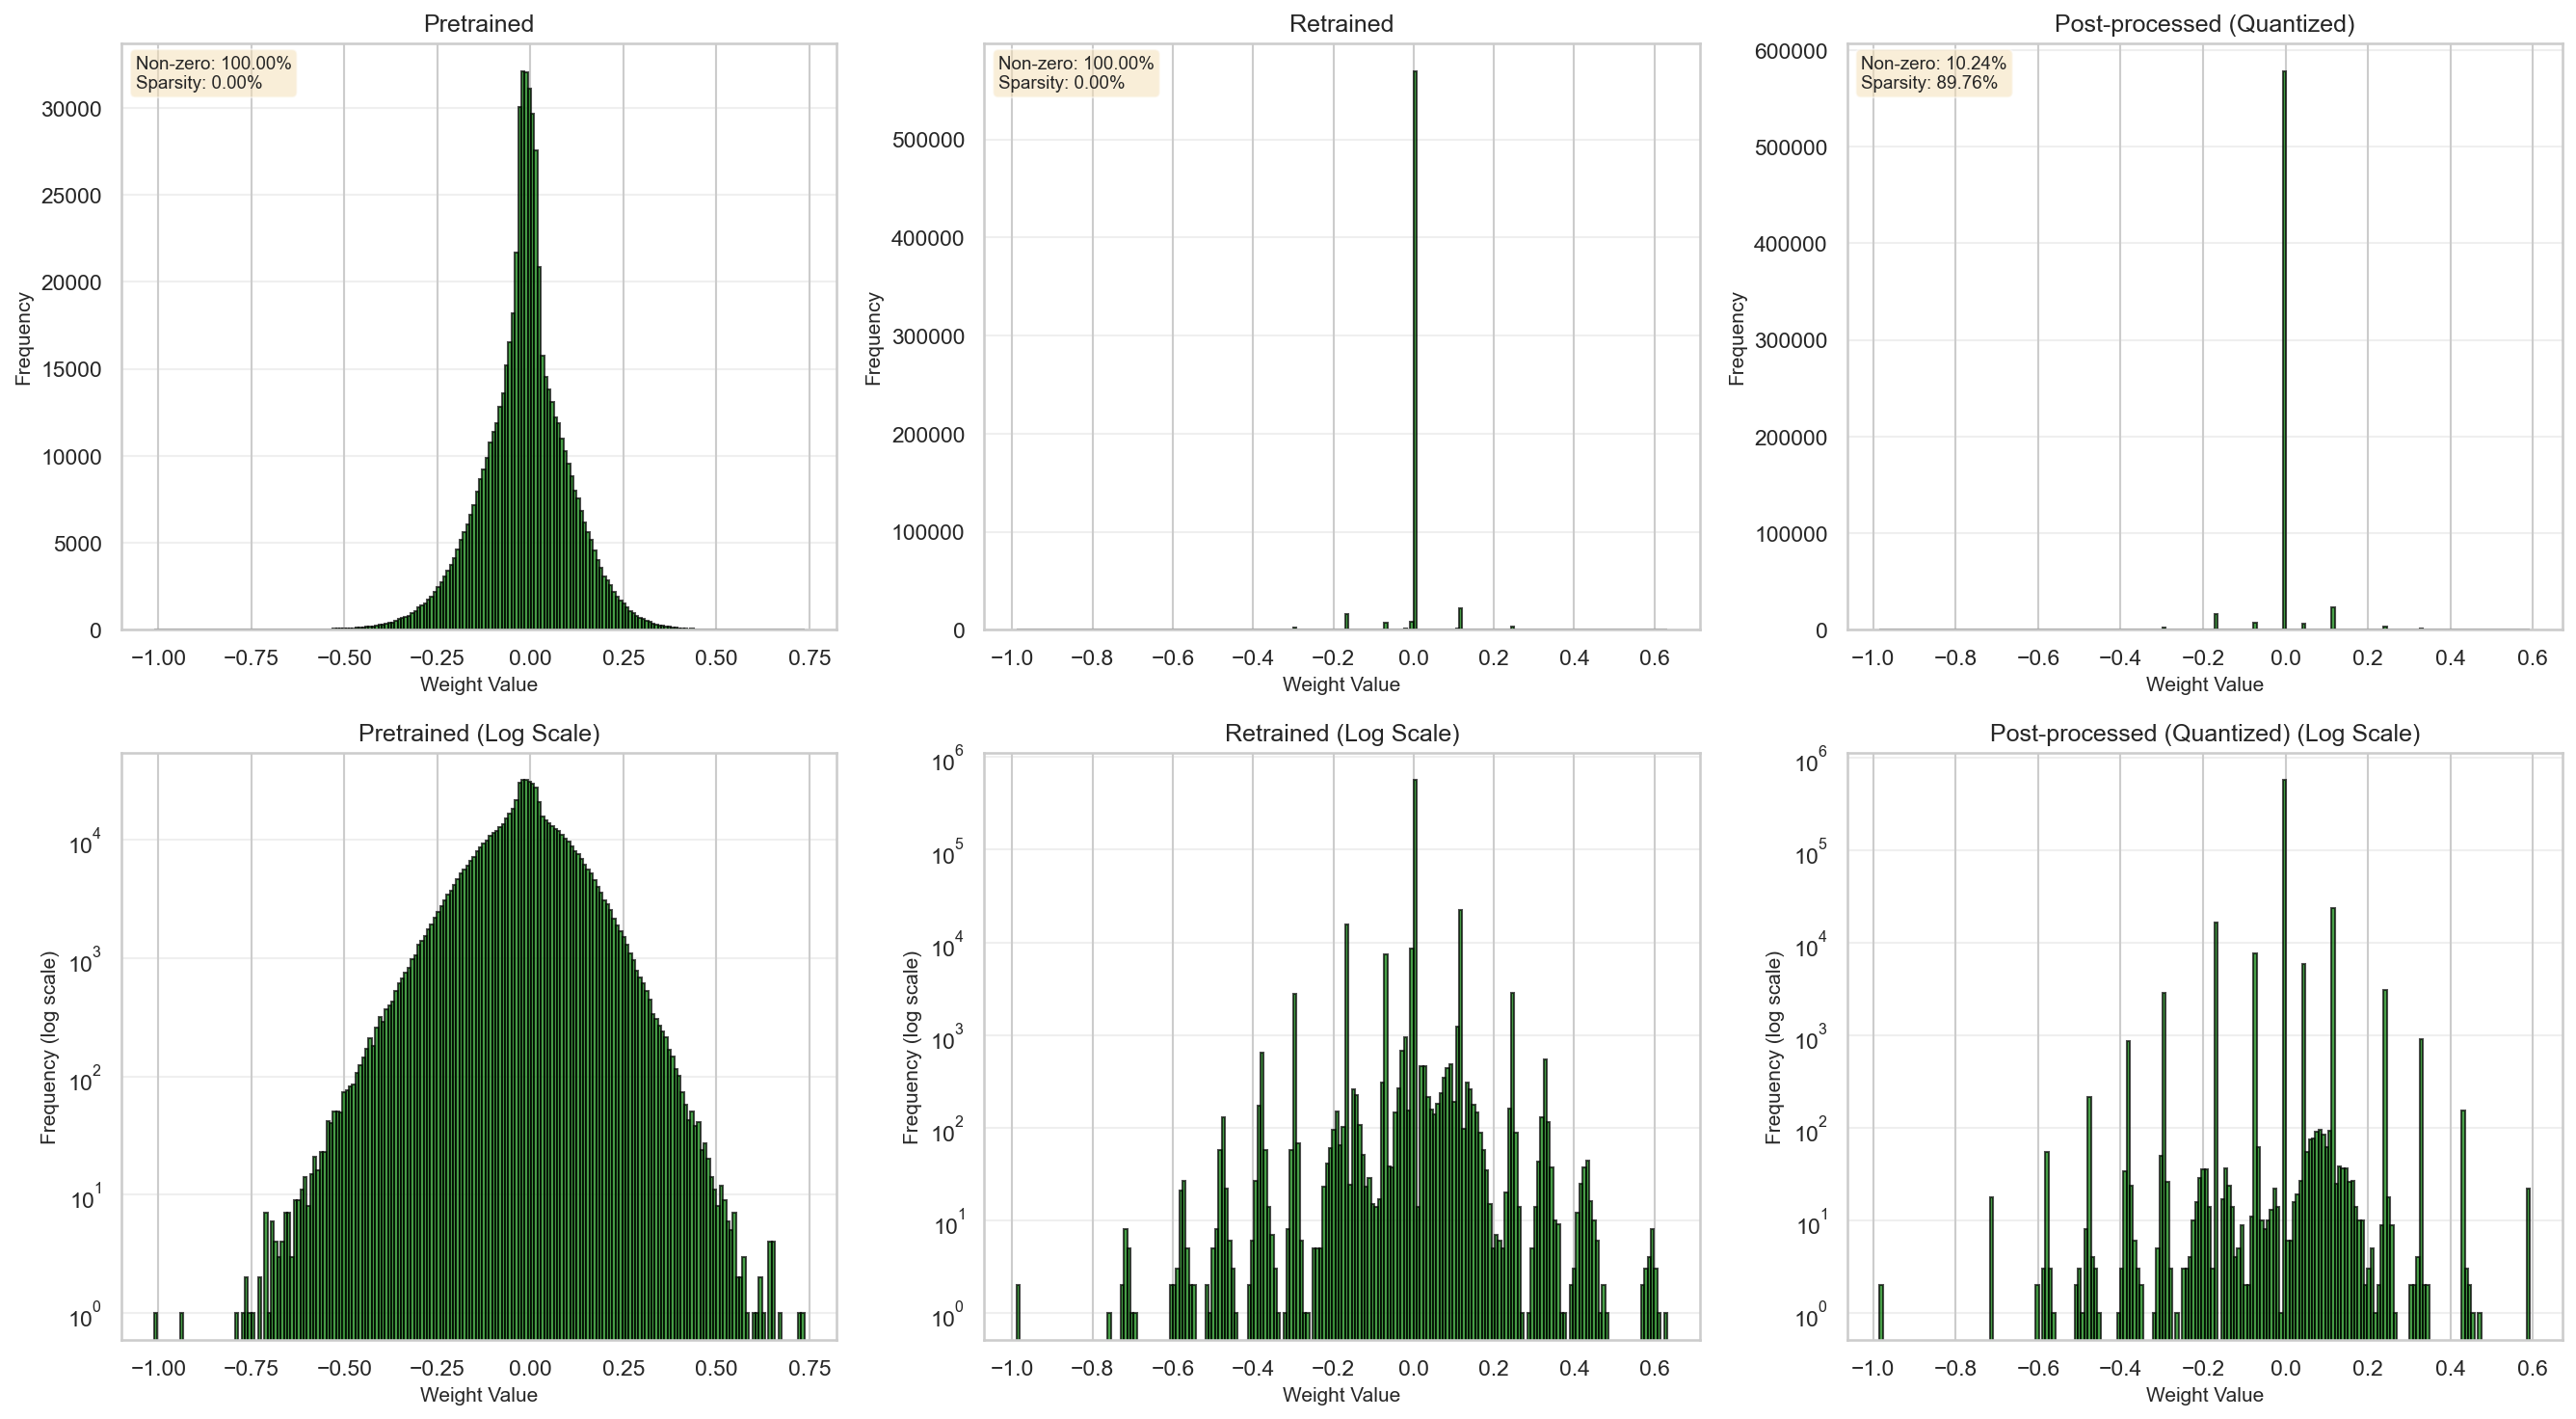 Pretrained
Non-zero: 100.00%
Sparsity: 0.00%
Frequency
30000
25000
20000
15000
10000
5000
0
−1.00 −0.75 −0.50 −0.25 0.00 0.25 0.50 0.75
Weight Value
Retrained
Non-zero: 100.00%
Sparsity: 0.00%
Frequency
500000
400000
300000
200000
100000
0
−1.0 −0.8 −0.6 −0.4 −0.2 0.0 0.2 0.4 0.6
Weight Value
Post-processed (Quantized)
Non-zero: 10.24%
Sparsity: 89.76%
Frequency
600000
500000
400000
300000
200000
100000
0
−1.0 −0.8 −0.6 −0.4 −0.2 0.0 0.2 0.4 0.6
Weight Value
Pretrained (Log Scale)
Frequency (log scale)
10^4
10^3
10^2
10^1
10^0
−1.00 −0.75 −0.50 −0.25 0.00 0.25 0.50 0.75
Weight Value
Retrained (Log Scale)
Frequency (log scale)
10^6
10^5
10^4
10^3
10^2
10^1
10^0
−1.0 −0.8 −0.6 −0.4 −0.2 0.0 0.2 0.4 0.6
Weight Value
Post-processed (Quantized) (Log Scale)
Frequency (log scale)
10^6
10^5
10^4
10^3
10^2
10^1
10^0
−1.0 −0.8 −0.6 −0.4 −0.2 0.0 0.2 0.4 0.6
Weight Value